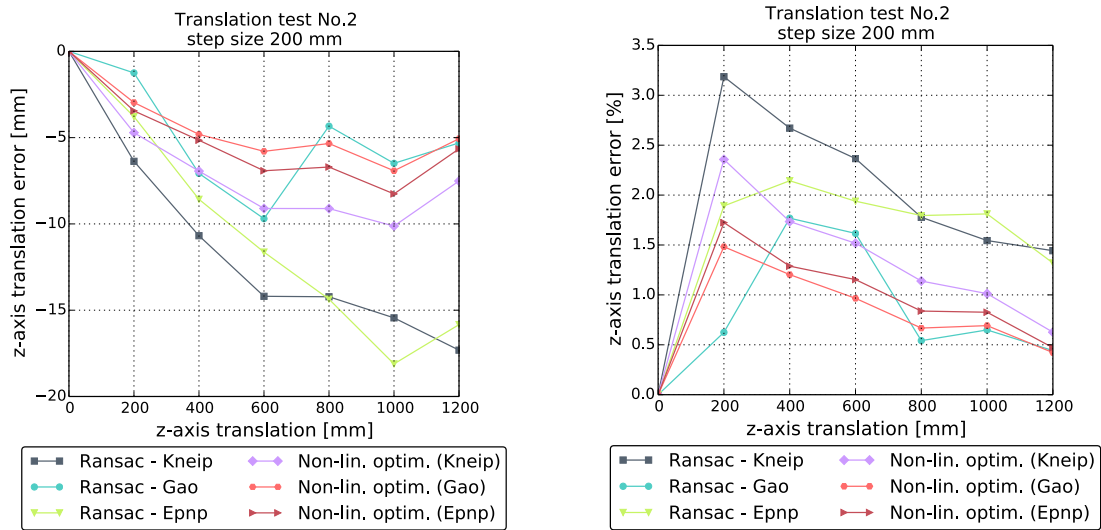 Translation test No.2
step size 200 mm
z-axis translation error [mm]
0
−5
−10
−15
−20
0 200 400 600 800 1000 1200
z-axis translation [mm]
Ransac - Kneip
Ransac - Gao
Ransac - Epnp
Non-lin. optim. (Kneip)
Non-lin. optim. (Gao)
Non-lin. optim. (Epnp)
Translation test No.2
step size 200 mm
z-axis translation error [%]
3.5
3.0
2.5
2.0
1.5
1.0
0.5
0.0
0 200 400 600 800 1000 1200
z-axis translation [mm]
Ransac - Kneip
Ransac - Gao
Ransac - Epnp
Non-lin. optim. (Kneip)
Non-lin. optim. (Gao)
Non-lin. optim. (Epnp)